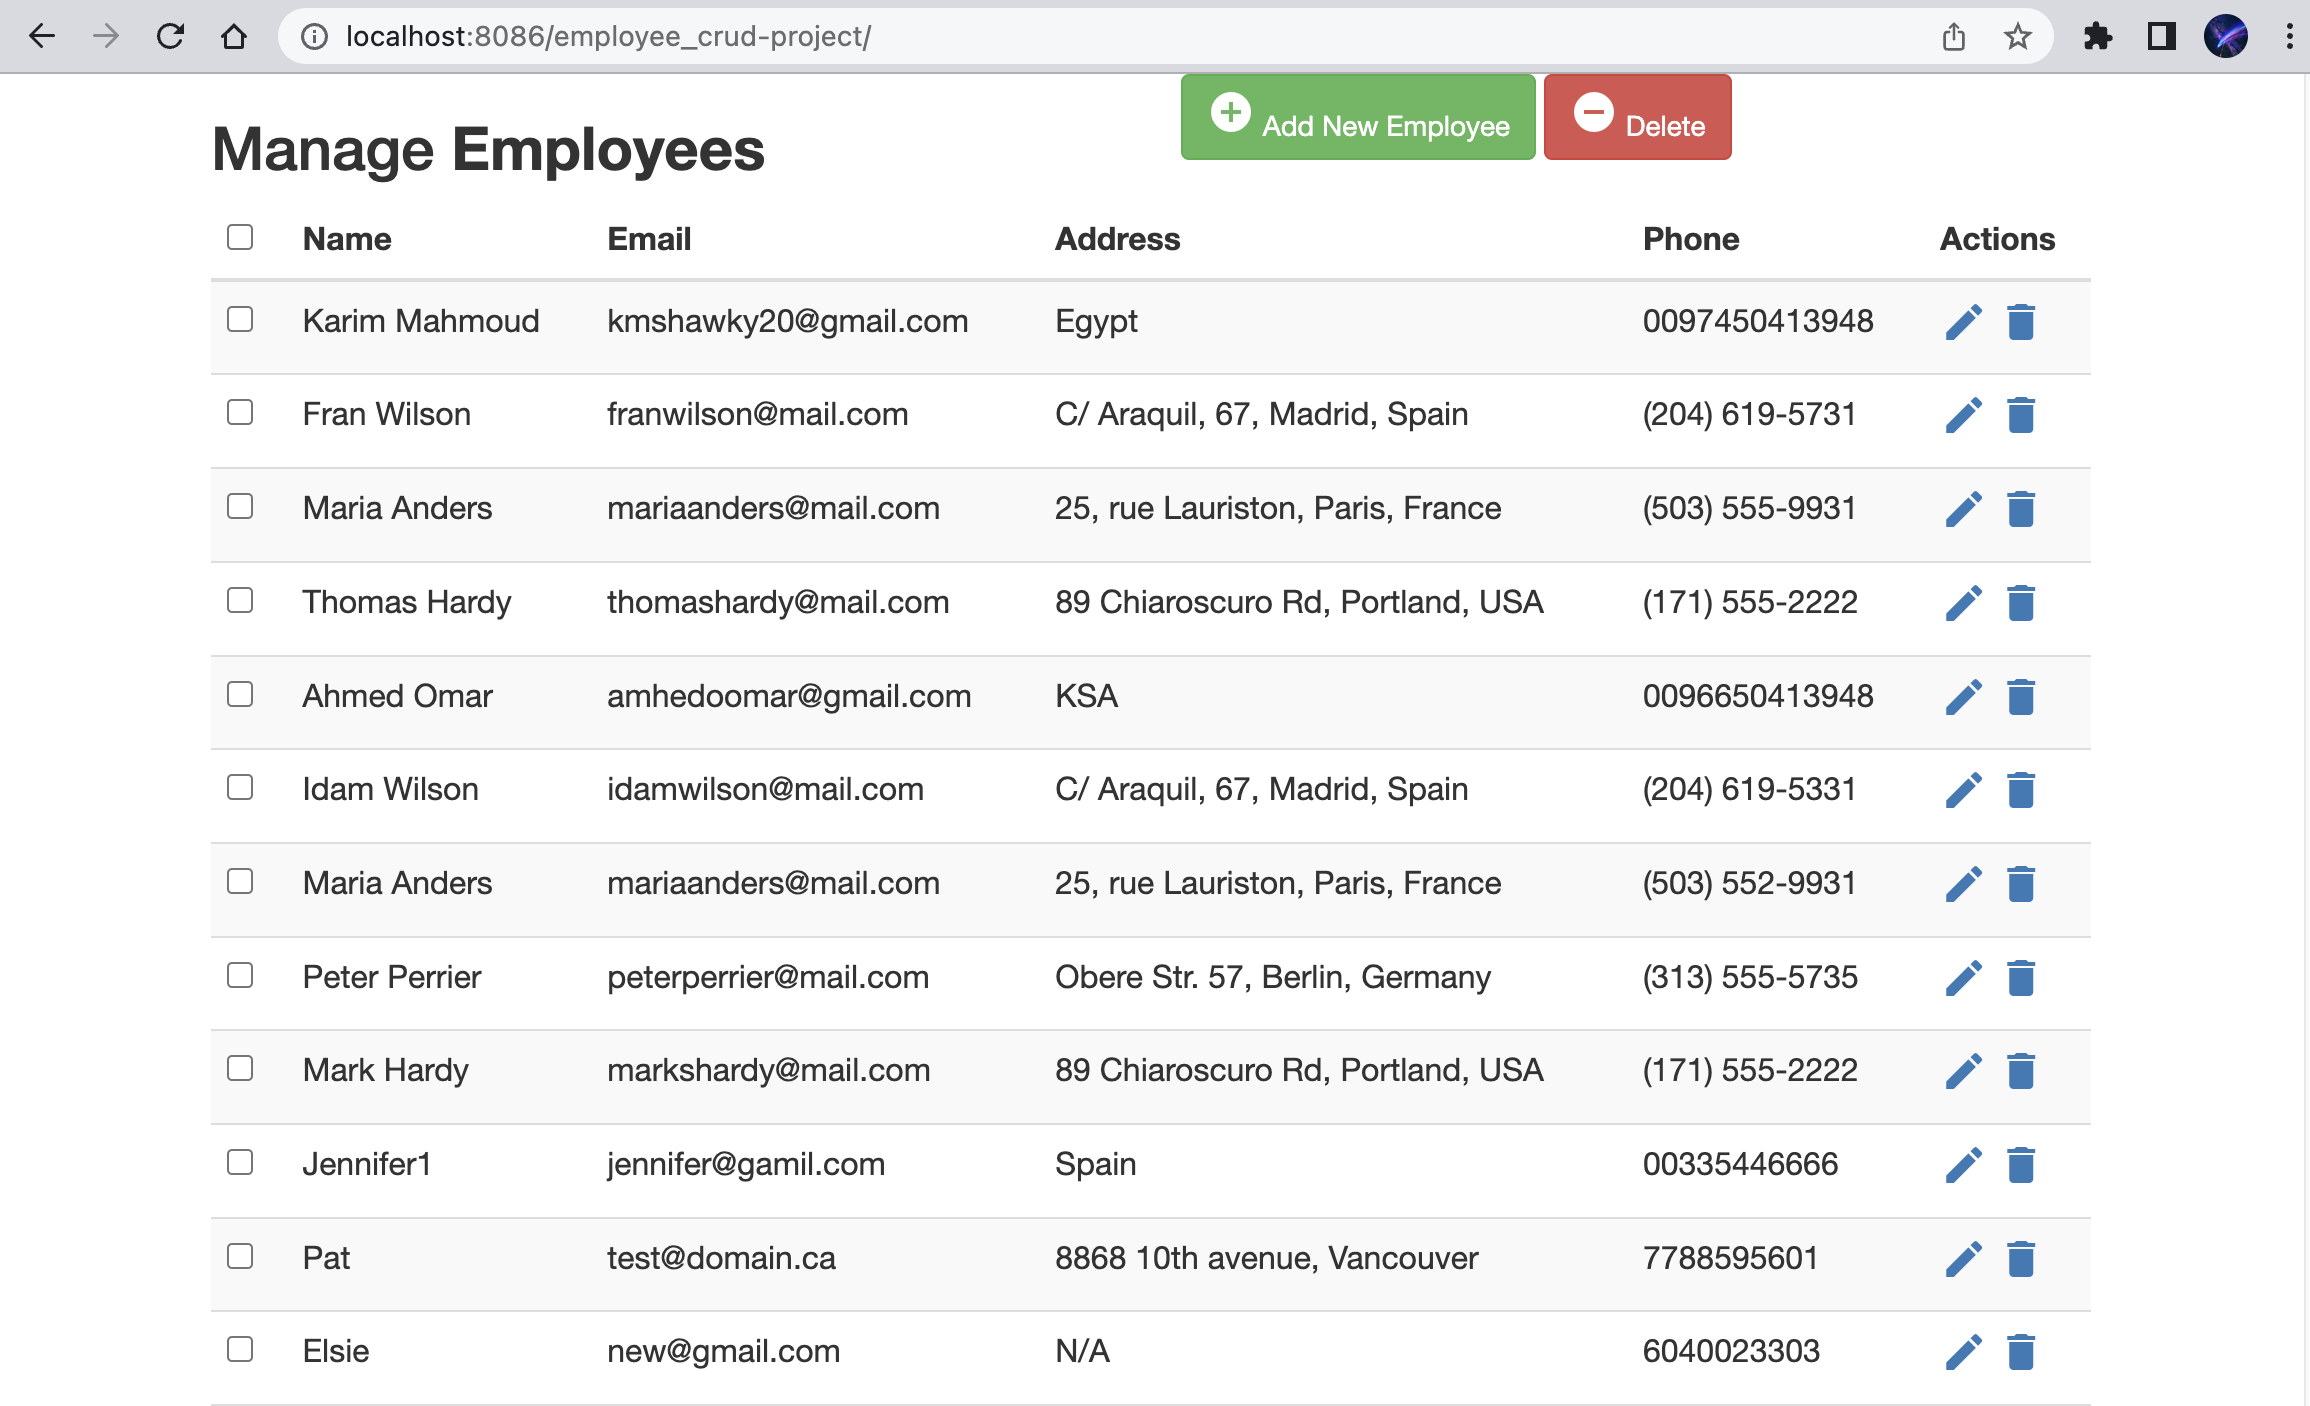 localhost:8086/employee_crud-project/
Add New Employee Delete
Manage Employees
Name Email Address Phone Actions
Karim Mahmoud kmshawky20@gmail.com Egypt 0097450413948
Fran Wilson franwilson@mail.com C/ Araquil, 67, Madrid, Spain (204) 619-5731
Maria Anders mariaanders@mail.com 25, rue Lauriston, Paris, France (503) 555-9931
Thomas Hardy thomashardy@mail.com 89 Chiaroscuro Rd, Portland, USA (171) 555-2222
Ahmed Omar amhedoomar@gmail.com KSA 0096650413948
Idam Wilson idamwilson@mail.com C/ Araquil, 67, Madrid, Spain (204) 619-5331
Maria Anders mariaanders@mail.com 25, rue Lauriston, Paris, France (503) 552-9931
Peter Perrier peterperrier@mail.com Obere Str. 57, Berlin, Germany (313) 555-5735
Mark Hardy markshardy@mail.com 89 Chiaroscuro Rd, Portland, USA (171) 555-2222
Jennifer1 jennifer@gamil.com Spain 00335446666
Pat test@domain.ca 8868 10th avenue, Vancouver 7788595601
Elsie new@gmail.com N/A 6040023303